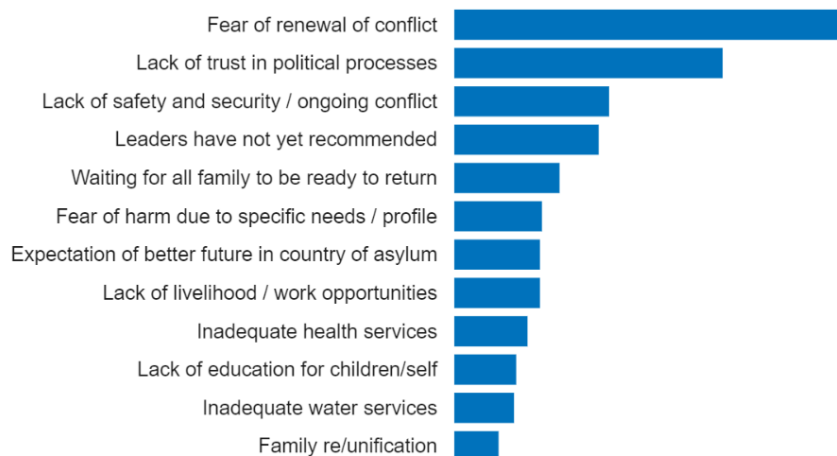 Fear of renewal of conflict
Lack of trust in political processes
Lack of safety and security / ongoing conflict
Leaders have not yet recommended
Waiting for all family to be ready to return
Fear of harm due to specific needs / profile
Expectation of better future in country of asylum
Lack of livelihood / work opportunities
Inadequate health services
Lack of education for children/self
Inadequate water services
Family re/unification